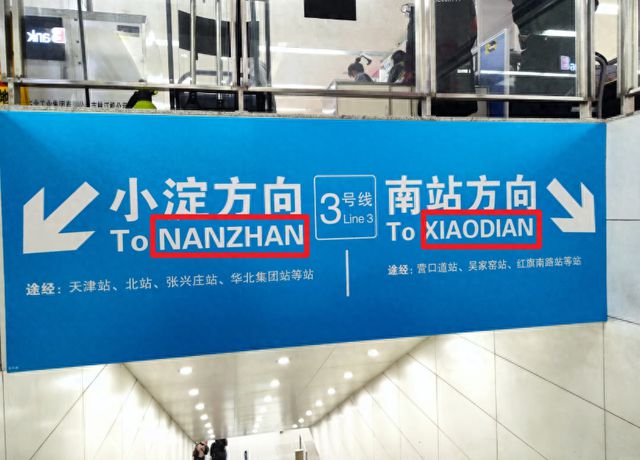 Bank
小淀方向
To NANZHAN
途经：天津站、北站、张兴庄站、华北集团站等站
3号线
Line 3
南站方向
To XIAODIAN
途经：营口道站、吴家窑站、红旗南路站等站